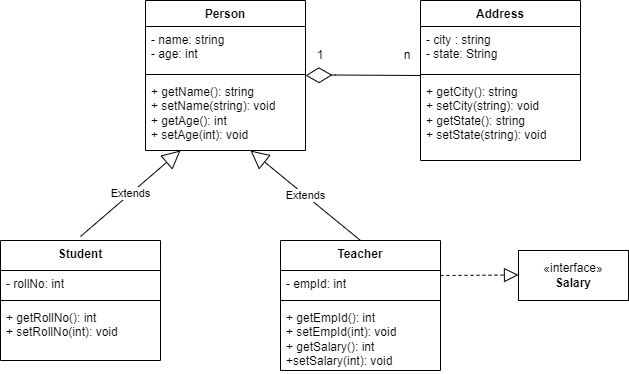 Person
- name: string
- age: int
+ getName(): string
+ setName(string): void
+ getAge(): int
+ setAge(int): void
1
n
Address
- city : string
- state: String
+ getCity(): string
+ setCity(string): void
+ getState(): string
+ setState(string): void
Extends
Extends
Student
- rollNo: int
+ getRollNo(): int
+ setRollNo(int): void
Teacher
- empId: int
+ getEmpId(): int
+ setEmpId(int): void
+ getSalary(): int
+setSalary(int): void
«interface»
Salary